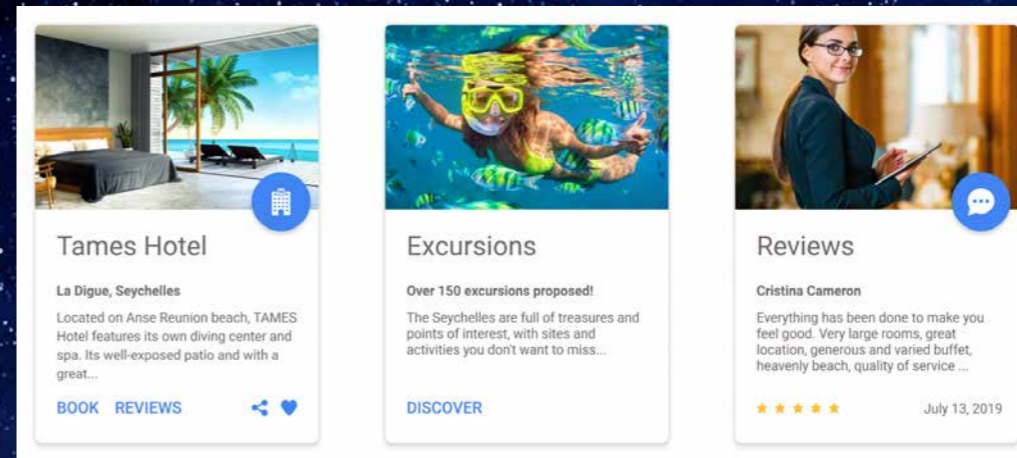 Tames Hotel
La Digue, Seychelles
Located on Anse Reunion beach, TAMES
Hotel features its own diving center and
spa. Its well-exposed patio and with a
great...
BOOK REVIEWS
Excursions
Over 150 excursions proposed!
The Seychelles are full of treasures and
points of interest, with sites and
activities you don't want to miss...
DISCOVER
Reviews
Cristina Cameron
Everything has been done to make you
feel good. Very large rooms, great
location, generous and varied buffet,
heavenly beach, quality of service ...
July 13, 2019